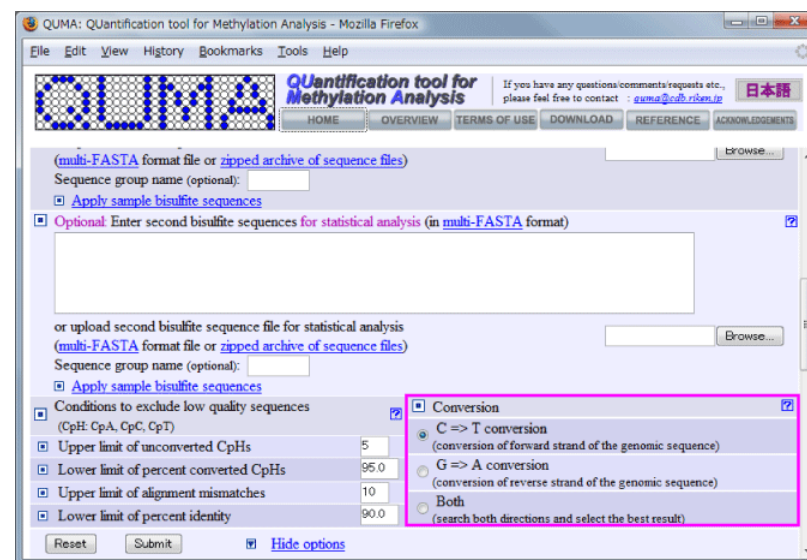 QUMA: QUantification tool for Methylation Analysis - Mozilla Firefox
File Edit View History Bookmarks Tools Help
QUMA
QUantification tool for
Methylation Analysis
If you have any questions/comments/requests etc.,
please feel free to contact : quma@cdb.riken.jp
日本語
HOME OVERVIEW TERMS OF USE DOWNLOAD REFERENCE ACKNOWLEDGEMENTS
(multi-FASTA format file or zipped archive of sequence files)
Browse...
Sequence group name (optional):
Apply sample bisulfite sequences
Optional: Enter second bisulfite sequences for statistical analysis (in multi-FASTA format)
?
or upload second bisulfite sequence file for statistical analysis
(multi-FASTA format file or zipped archive of sequence files)
Browse...
Sequence group name (optional):
Apply sample bisulfite sequences
Conditions to exclude low quality sequences
(CpH: CpA, CpC, CpT)
?
Upper limit of unconverted CpHs 5
Lower limit of percent converted CpHs 95.0
Upper limit of alignment mismatches 10
Lower limit of percent identity 90.0
Conversion
?
C => T conversion
(conversion of forward strand of the genomic sequence)
G => A conversion
(conversion of reverse strand of the genomic sequence)
Both
(search both directions and select the best result)
Reset Submit Hide options